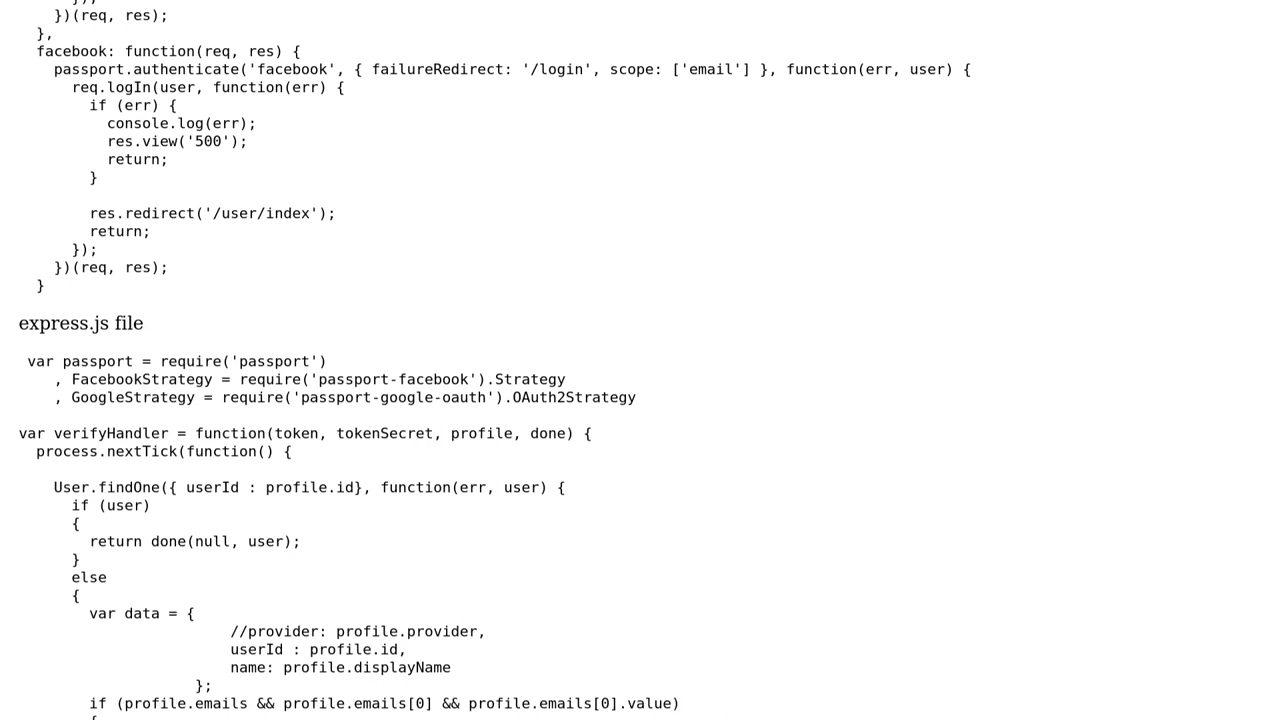 })(req, res);
  },
  facebook: function(req, res) {
    passport.authenticate('facebook', { failureRedirect: '/login', scope: ['email'] }, function(err, user) {
      req.logIn(user, function(err) {
        if (err) {
          console.log(err);
          res.view('500');
          return;
        }

        res.redirect('/user/index');
        return;
      });
    })(req, res);
  }
express.js file
 var passport = require('passport')
    , FacebookStrategy = require('passport-facebook').Strategy
    , GoogleStrategy = require('passport-google-oauth').OAuth2Strategy

var verifyHandler = function(token, tokenSecret, profile, done) {
  process.nextTick(function() {

    User.findOne({ userId : profile.id}, function(err, user) {
      if (user)
      {
        return done(null, user);
      }
      else
      {
        var data = {
                        //provider: profile.provider,
                        userId : profile.id,
                        name: profile.displayName
                    };
        if (profile.emails && profile.emails[0] && profile.emails[0].value)